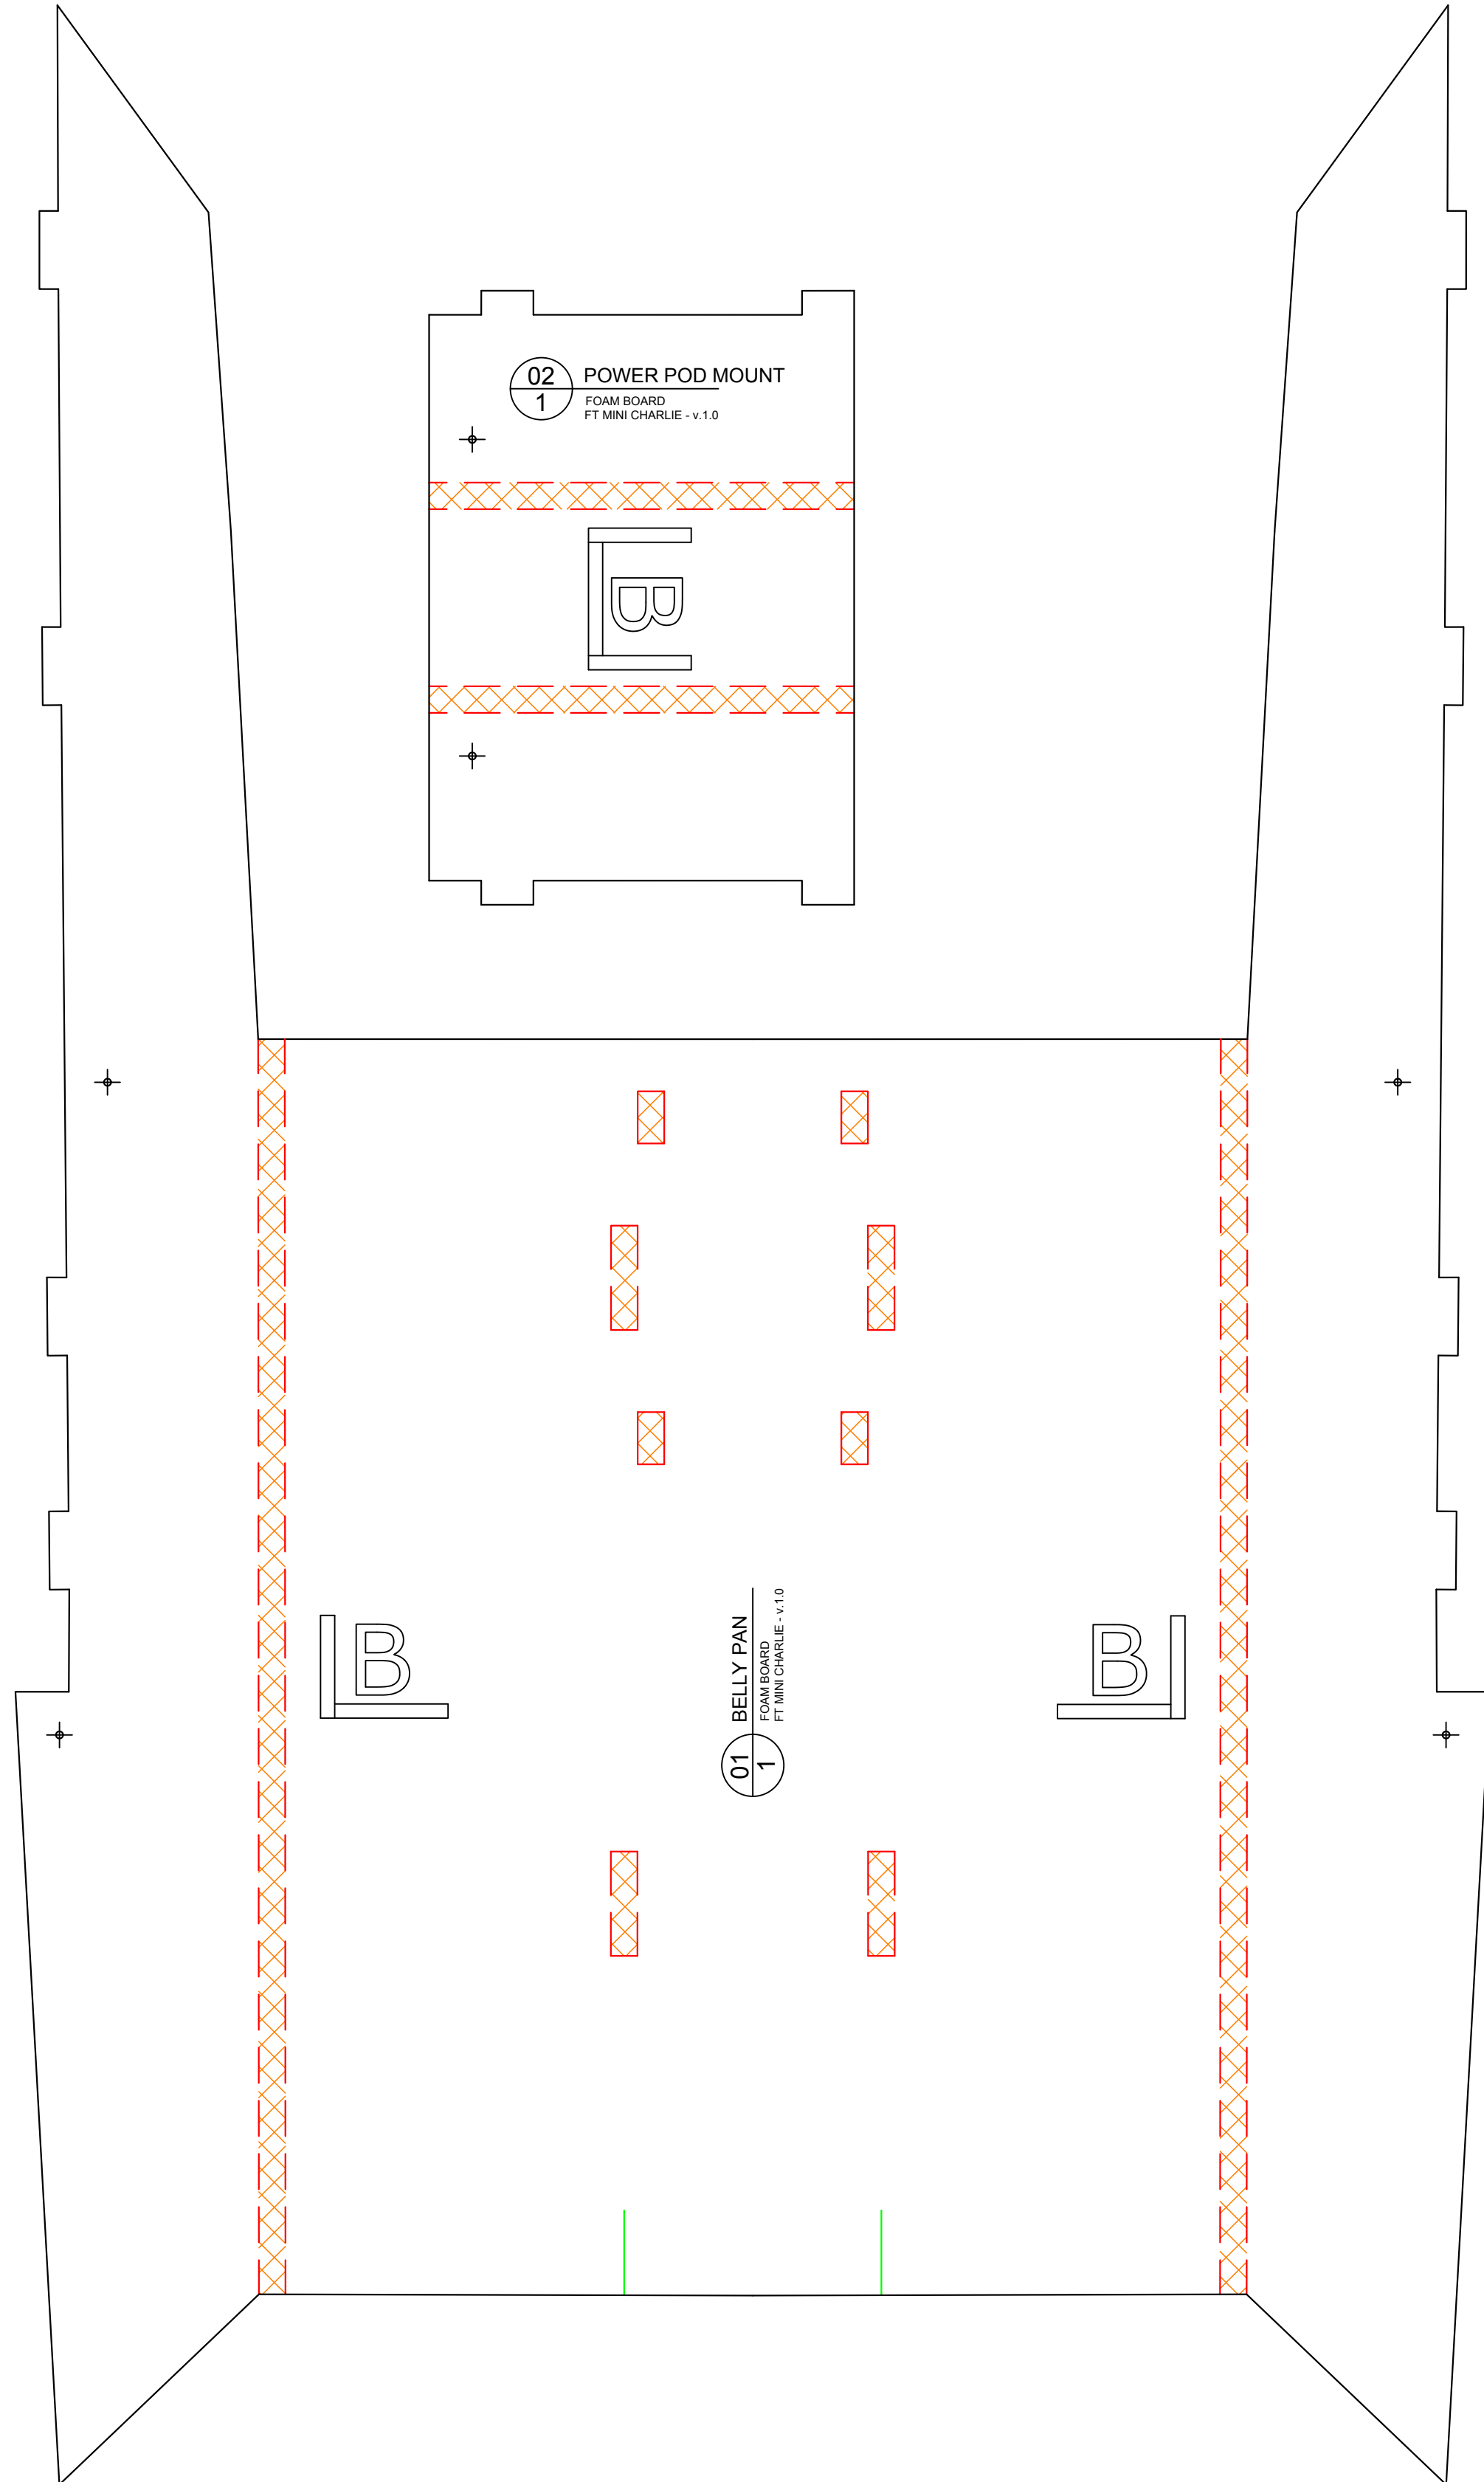 02
1
POWER POD MOUNT
FOAM BOARD
FT MINI CHARLIE - v.1.0
B
B
B
01
1
BELLY PAN
FOAM BOARD
FT MINI CHARLIE - v.1.0